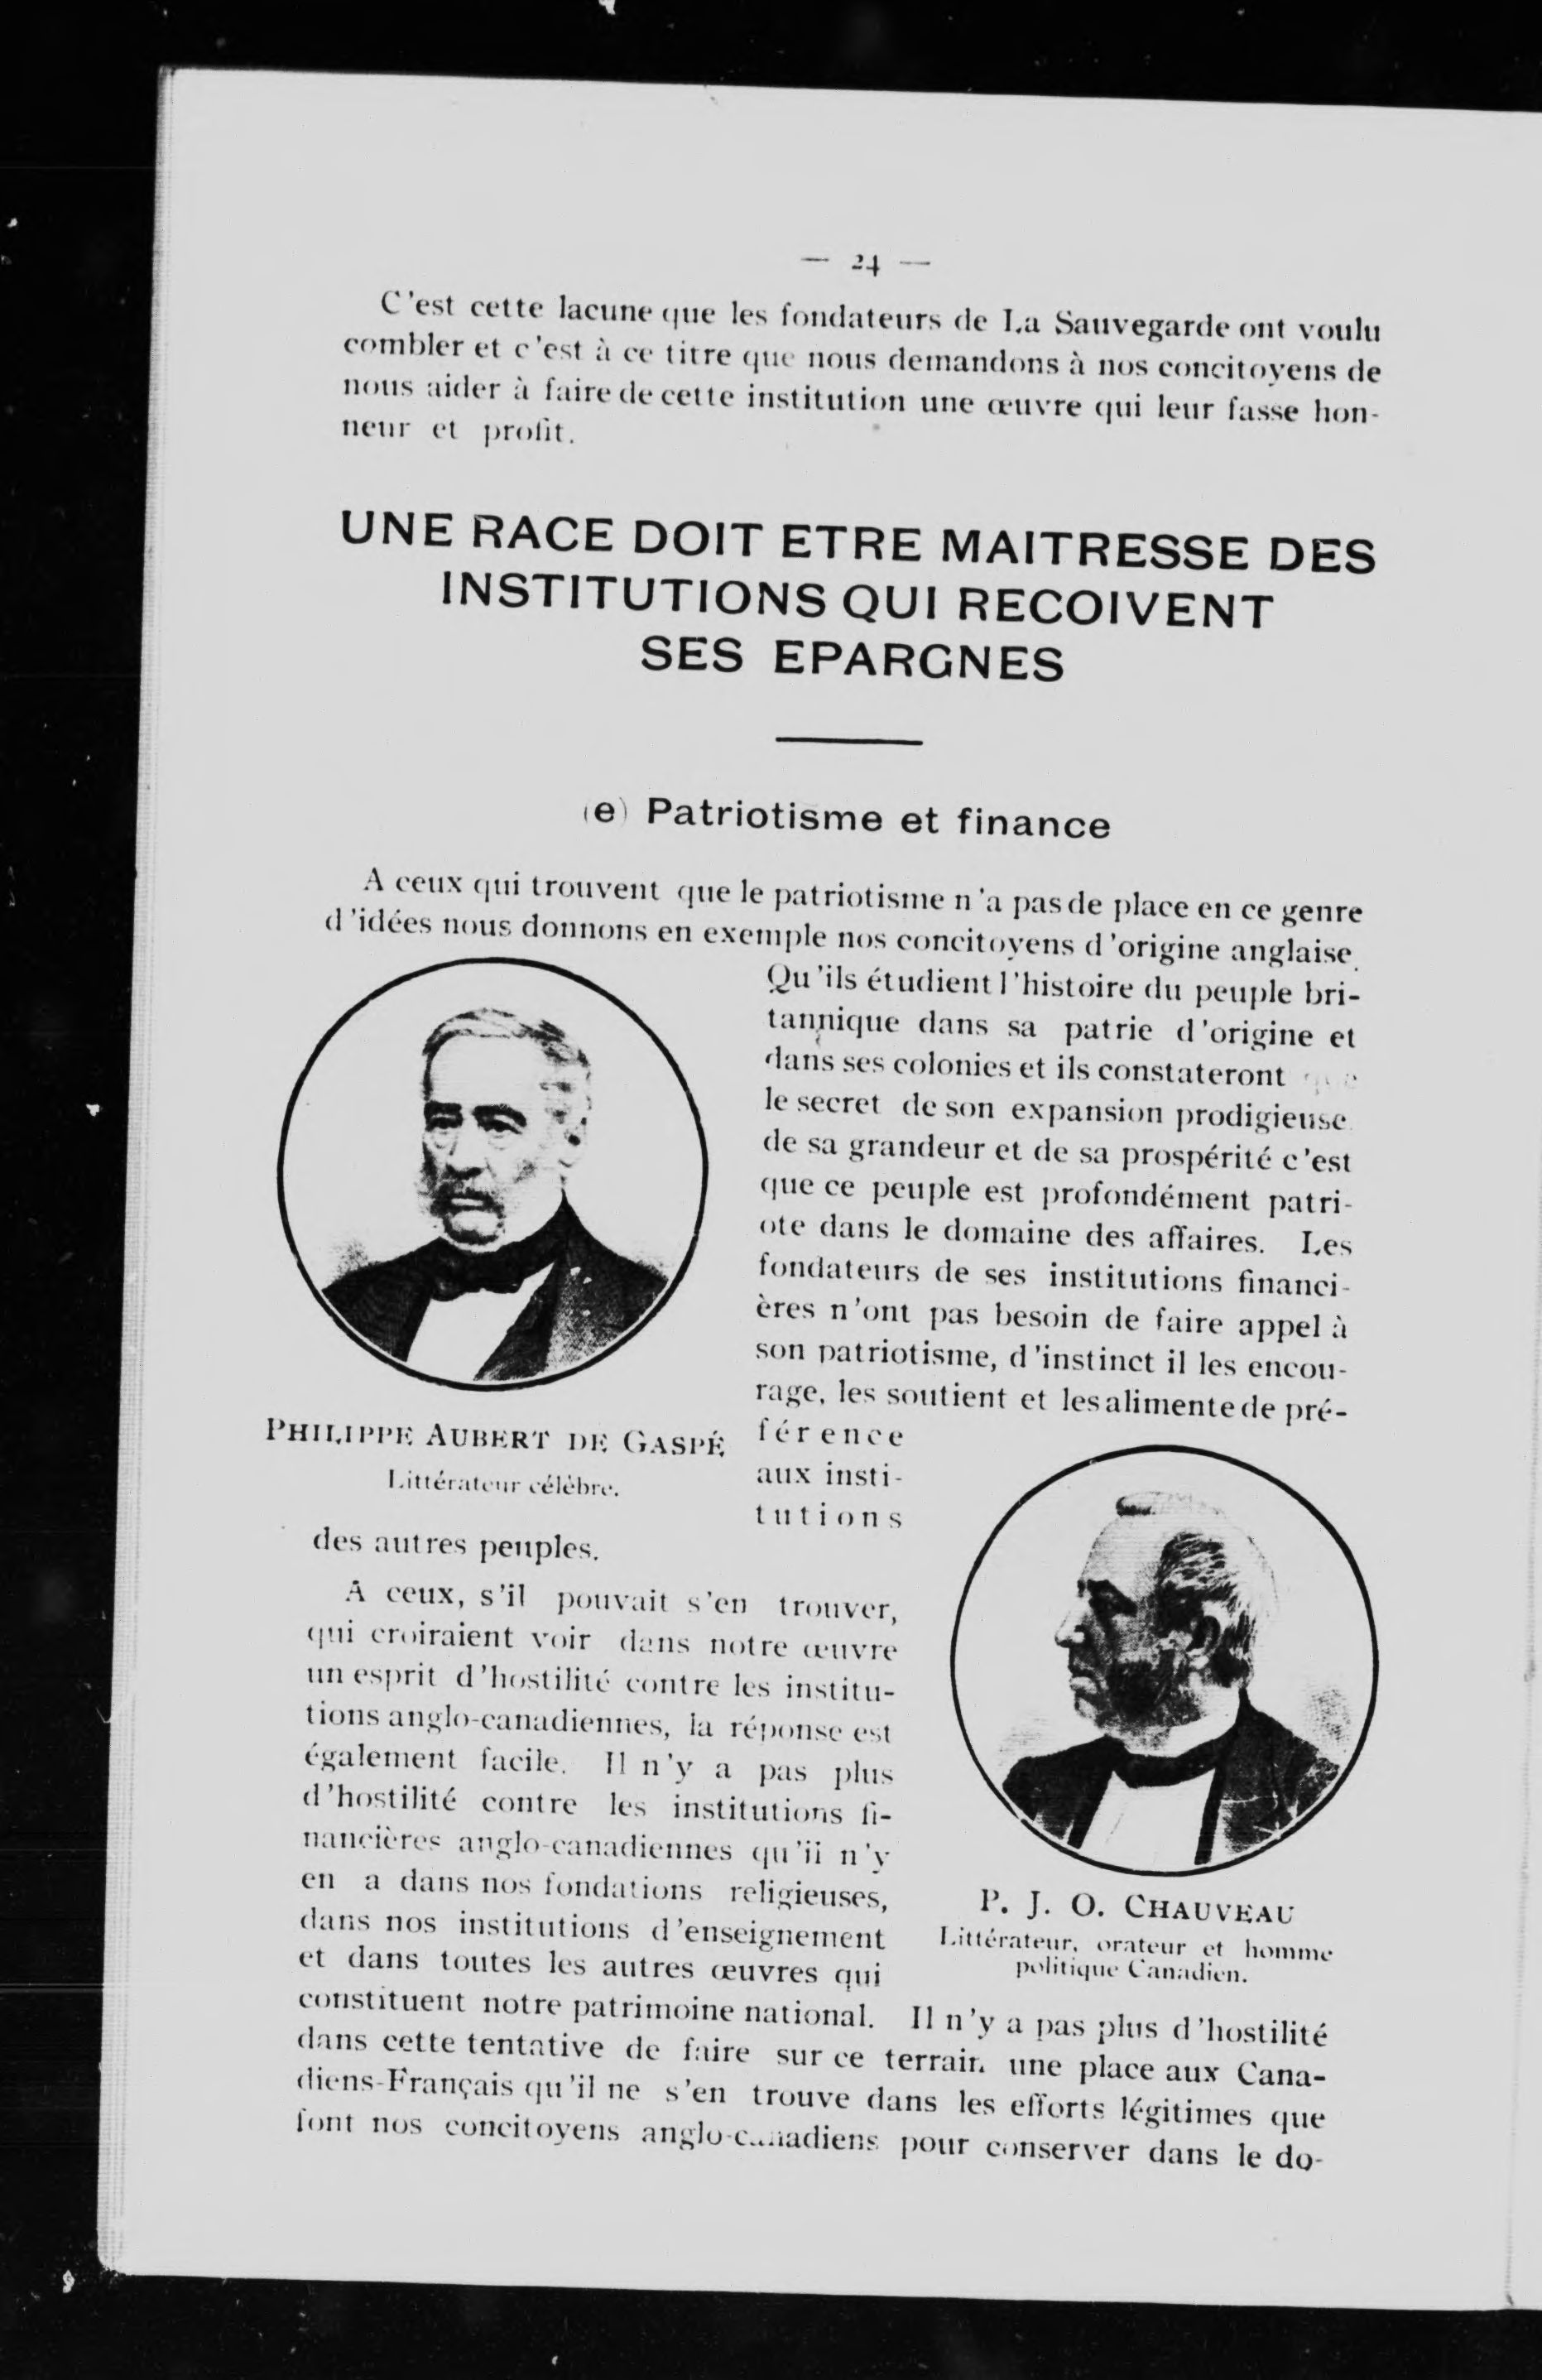 — 24 —
C'est cette lacune que les fondateurs de La Sauvegarde ont voulu
combler et c'est à ce titre que nous demandons à nos concitoyens de
nous aider à faire de cette institution une œuvre qui leur fasse hon-
neur et profit.
UNE RACE DOIT ETRE MAITRESSE DES
INSTITUTIONS QUI RECOIVENT
SES EPARGNES
(e) Patriotisme et finance
A ceux qui trouvent que le patriotisme n'a pas de place en ce genre
d'idées nous donnons en exemple nos concitoyens d'origine anglaise.
Qu'ils étudient l'histoire du peuple bri-
tannique dans sa patrie d'origine et
dans ses colonies et ils constateront que
le secret de son expansion prodigieuse
de sa grandeur et de sa prospérité c'est
que ce peuple est profondément patri-
ote dans le domaine des affaires. Les
fondateurs de ses institutions financi-
ères n'ont pas besoin de faire appel à
son patriotisme, d'instinct il les encou-
rage, les soutient et les alimente de pré-
férence
aux insti-
tutions
PHILIPPE AUBERT DE GASPÉ
Littérateur célèbre.
des autres peuples.
A ceux, s'il pouvait s'en trouver,
qui croiraient voir dans notre œuvre
un esprit d'hostilité contre les institu-
tions anglo-canadiennes, la réponse est
également facile. Il n'y a pas plus
d'hostilité contre les institutions fi-
nancières anglo-canadiennes qu'il n'y
en a dans nos fondations religieuses,
dans nos institutions d'enseignement
et dans toutes les autres œuvres qui
P. J. O. CHAUVEAU
Littérateur, orateur et homme
politique Canadien.
constituent notre patrimoine national. Il n'y a pas plus d'hostilité
dans cette tentative de faire sur ce terrain une place aux Cana-
diens-Français qu'il ne s'en trouve dans les efforts légitimes que
font nos concitoyens anglo-canadiens pour conserver dans le do-